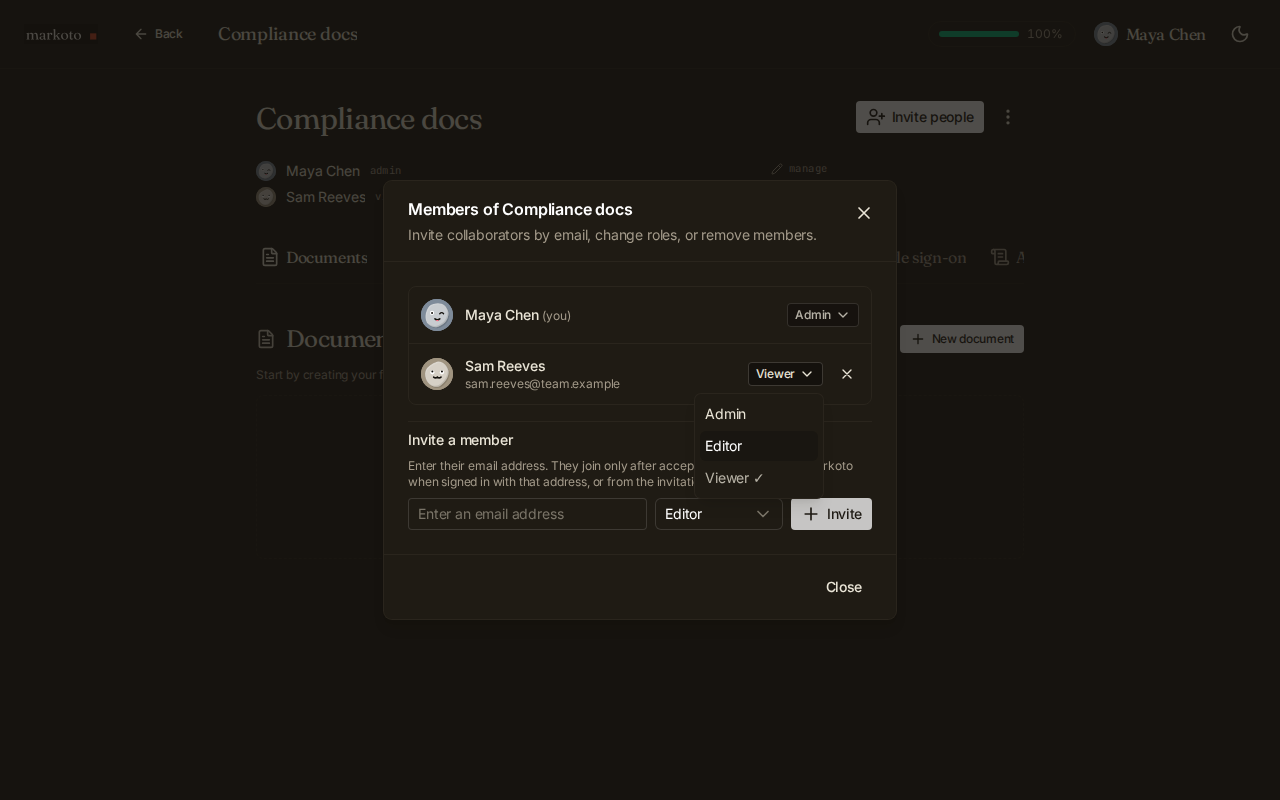 markoto
Back
Compliance docs
100%
Maya Chen
Compliance docs
Invite people
Maya Chen admin
manage
Sam Reeves
Members of Compliance docs
Invite collaborators by email, change roles, or remove members.
Documents
sign-on
Maya Chen (you)
Admin
New document
Start by creating your
Sam Reeves
sam.reeves@team.example
Viewer
Admin
Editor
Viewer ✓
Invite a member
Enter their email address. They join only after
when signed in with that address, or from the
Enter an email address
Editor
Invite
Close